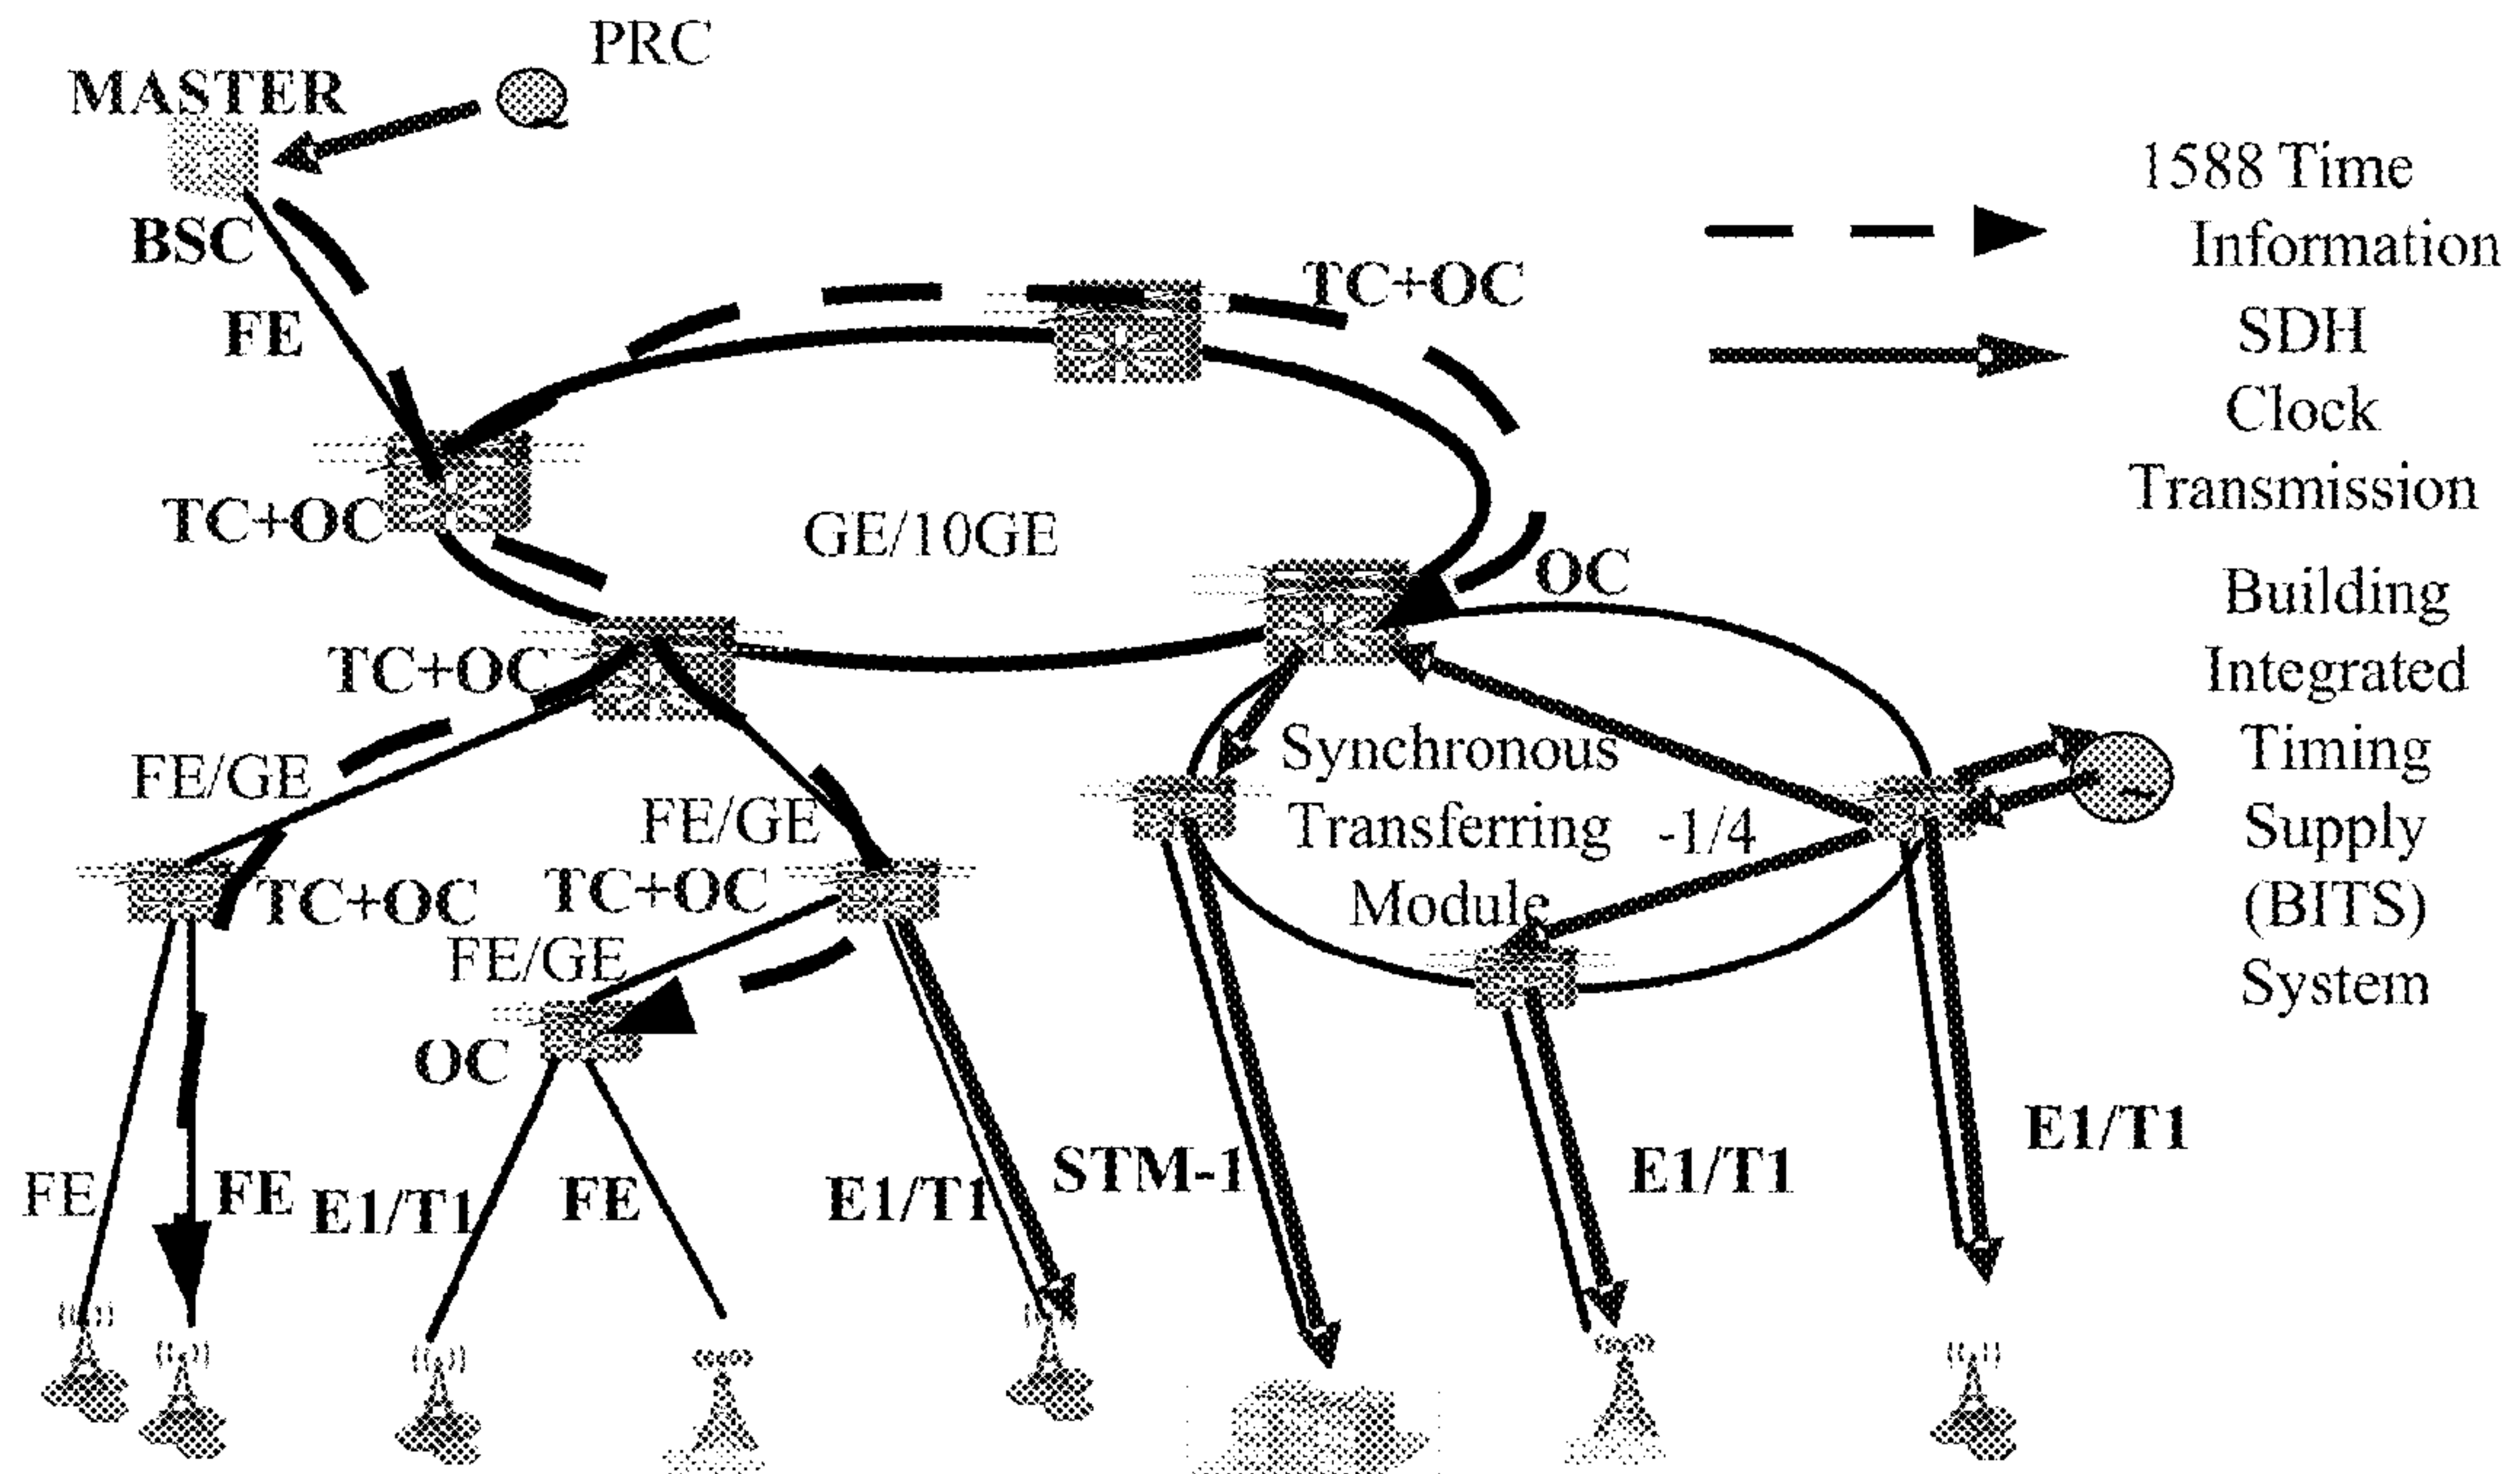 PRC
MASTER
BSC
FE
TC+OC
1588 Time
Information
SDH
Clock
Transmission
TC+OC
GE/10GE
OC
TC+OC
Building
Integrated
Timing
Supply
(BITS)
System
Synchronous
Transferring -1/4
Module
FE/GE
FE/GE
TC+OC
TC+OC
FE/GE
OC
FE
FE
E1/T1
FE
E1/T1
STM-1
E1/T1
E1/T1